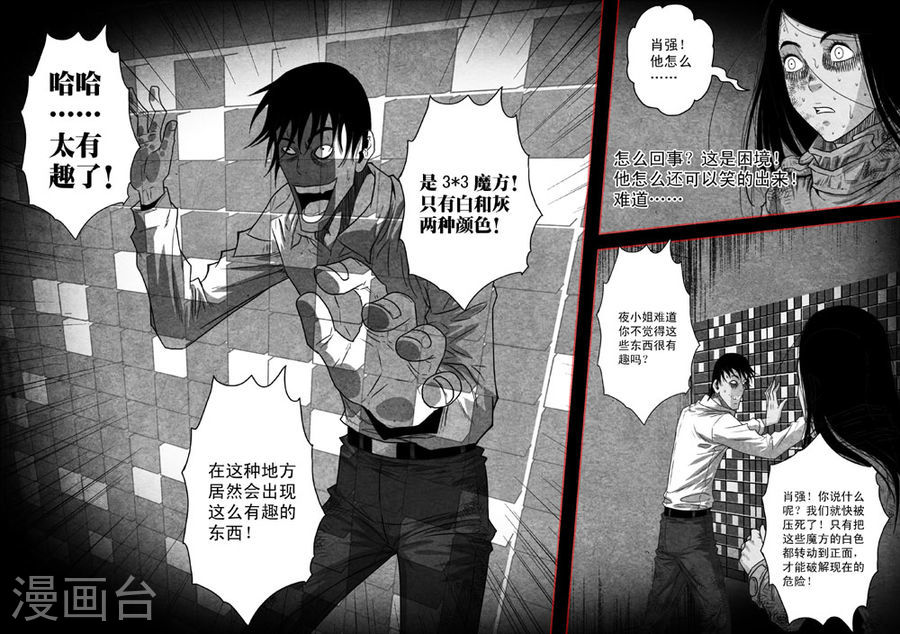 哈哈
……
太有
趣了！
是 3*3 魔方！
只有白和灰
两种颜色！
在这种地方
居然会出现
这么有趣的
东西！
肖强！
他怎么
……
怎么回事？这是困境！
他怎么还可以笑的出来！
难道……
夜小姐难道
你不觉得这
些东西很有
趣吗？
肖强！你说什么
呢？我们就快被
压死了！只有把
这些魔方的白色
都转动到正面，
才能破解现在的
危险！
漫画台